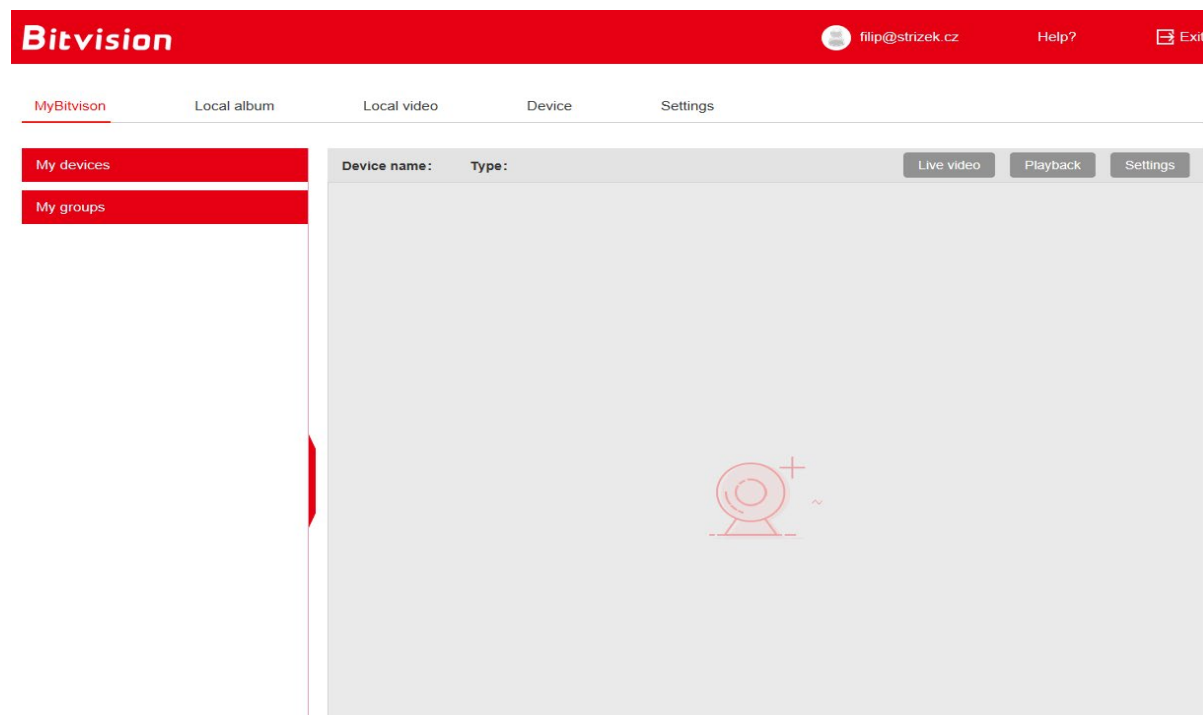 Bitvision filip@strizek.cz Help? Exit
MyBitvison Local album Local video Device Settings
My devices
Device name: Type: Live video Playback Settings
My groups